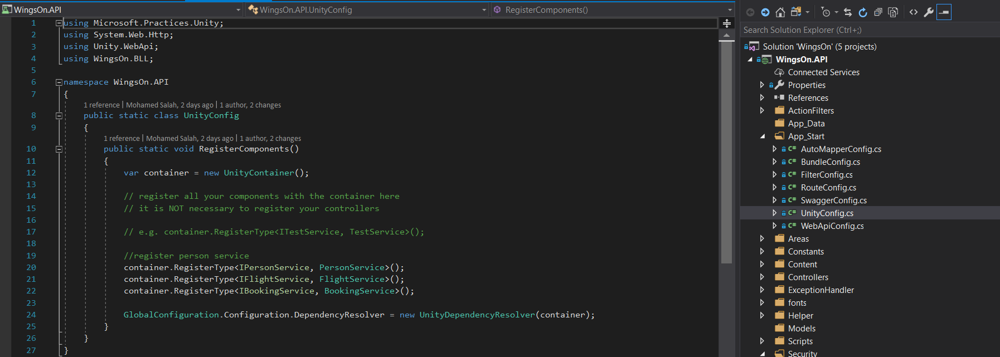 WingsOn.API
WingsOn.API.UnityConfig
RegisterComponents()
1 using Microsoft.Practices.Unity;
2 using System.Web.Http;
3 using Unity.WebApi;
4 using WingsOn.BLL;
5
6 namespace WingsOn.API
7 {
1 reference | Mohamed Salah, 2 days ago | 1 author, 2 changes
8 public static class UnityConfig
9 {
1 reference | Mohamed Salah, 2 days ago | 1 author, 2 changes
10 public static void RegisterComponents()
11 {
12 var container = new UnityContainer();
13
14 // register all your components with the container here
15 // it is NOT necessary to register your controllers
16
17 // e.g. container.RegisterType<ITestService, TestService>();
18
19 //register person service
20 container.RegisterType<IPersonService, PersonService>();
21 container.RegisterType<IFlightService, FlightService>();
22 container.RegisterType<IBookingService, BookingService>();
23
24 GlobalConfiguration.Configuration.DependencyResolver = new UnityDependencyResolver(container);
25 }
26 }
27 }
Search Solution Explorer (Ctrl+;)
Solution 'WingsOn' (5 projects)
WingsOn.API
Connected Services
Properties
References
ActionFilters
App_Data
App_Start
C# AutoMapperConfig.cs
C# BundleConfig.cs
C# FilterConfig.cs
C# RouteConfig.cs
C# SwaggerConfig.cs
C# UnityConfig.cs
C# WebApiConfig.cs
Areas
Constants
Content
Controllers
ExceptionHandler
fonts
Helper
Models
Scripts
Security